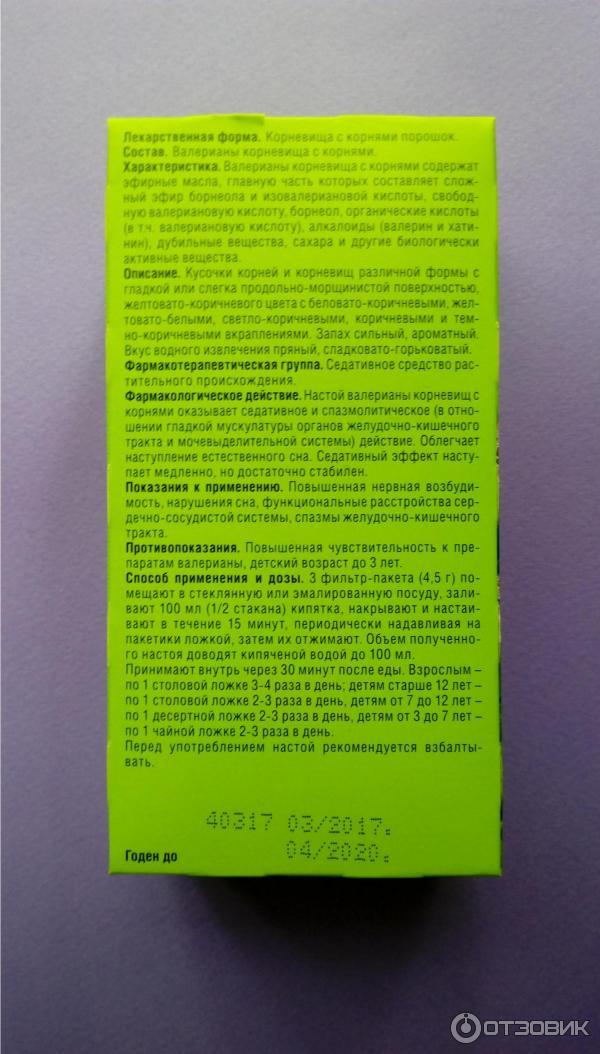 Лекарственная форма. Корневища с корнями порошок.
Состав. Валерианы корневища с корнями.
Характеристика. Валерианы корневища с корнями содержат
эфирные масла, главную часть которых составляет слож-
ный эфир борнеола и изовалериановой кислоты, свобод-
ную валериановую кислоту, борнеол, органические кислоты
(в т.ч. валериановую кислоту), алкалоиды (валерин и хати-
нин), дубильные вещества, сахара и другие биологически
активные вещества.
Описание. Кусочки корней и корневищ различной формы с
гладкой или слегка продольно-морщинистой поверхностью,
желтовато-коричневого цвета с беловато-коричневыми, жел-
товато-белыми, светло-коричневыми, коричневыми и тем-
но-коричневыми вкраплениями. Запах сильный, ароматный.
Вкус водного извлечения пряный, сладковато-горьковатый.
Фармакотерапевтическая группа. Седативное средство рас-
тительного происхождения.
Фармакологическое действие. Настой валерианы корневищ с
корнями оказывает седативное и спазмолитическое (в отно-
шении гладкой мускулатуры органов желудочно-кишечного
тракта и мочевыделительной системы) действие. Облегчает
наступление естественного сна. Седативный эффект насту-
пает медленно, но достаточно стабилен.
Показания к применению. Повышенная нервная возбуди-
мость, нарушения сна, функциональные расстройства сер-
дечно-сосудистой системы, спазмы желудочно-кишечного
тракта.
Противопоказания. Повышенная чувствительность к пре-
паратам валерианы, детский возраст до 3 лет.
Способ применения и дозы. 3 фильтр-пакета (4,5 г) по-
мещают в стеклянную или эмалированную посуду, зали-
вают 100 мл (1/2 стакана) кипятка, накрывают и настаи-
вают в течение 15 минут, периодически надавливая на
пакетики ложкой, затем их отжимают. Объем полученно-
го настоя доводят кипяченой водой до 100 мл.
Принимают внутрь через 30 минут после еды. Взрослым –
по 1 столовой ложке 3-4 раза в день; детям старше 12 лет –
по 1 столовой ложке 2-3 раза в день, детям от 7 до 12 лет –
по 1 десертной ложке 2-3 раза в день, детям от 3 до 7 лет –
по 1 чайной ложке 2-3 раза в день.
Перед употреблением настой рекомендуется взбалты-
вать.
40317 03/2017.
Годен до 04/2020.
ОТЗОВИК